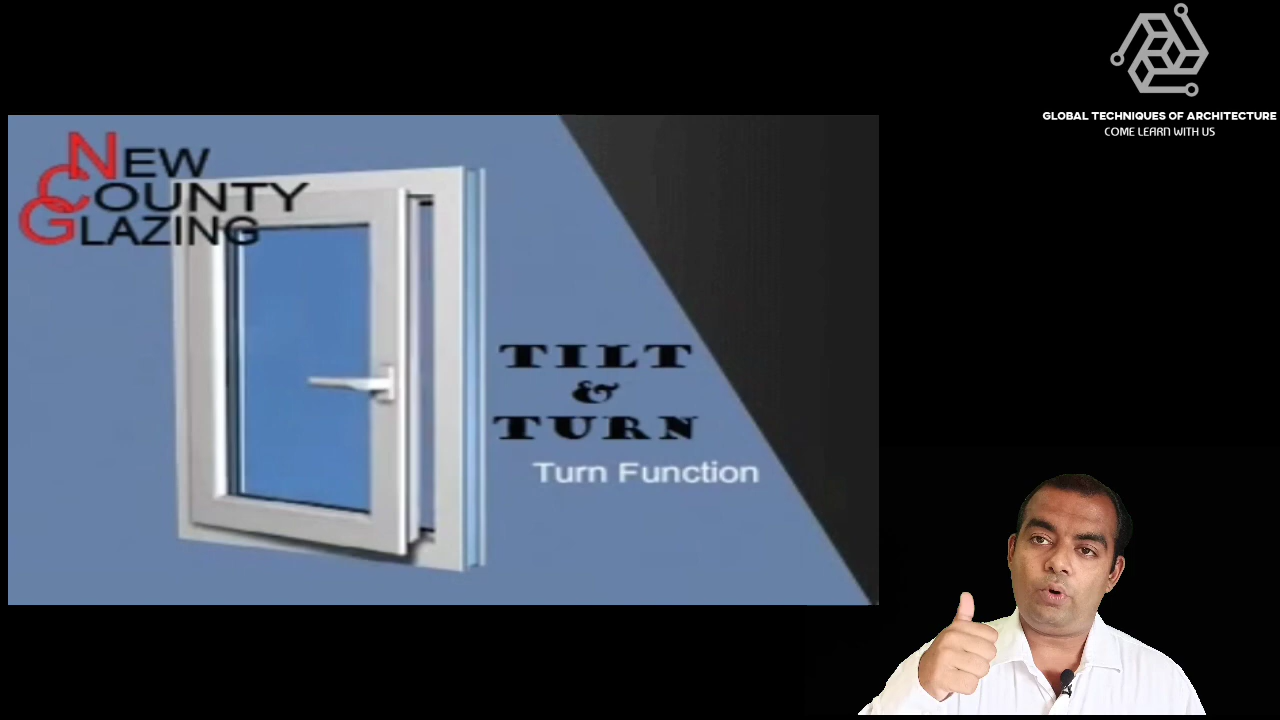 GLOBAL TECHNIQUES OF ARCHITECTURE
COME LEARN WITH US
NEW
COUNTY
GLAZING
TILT
&
TURN
Turn Function